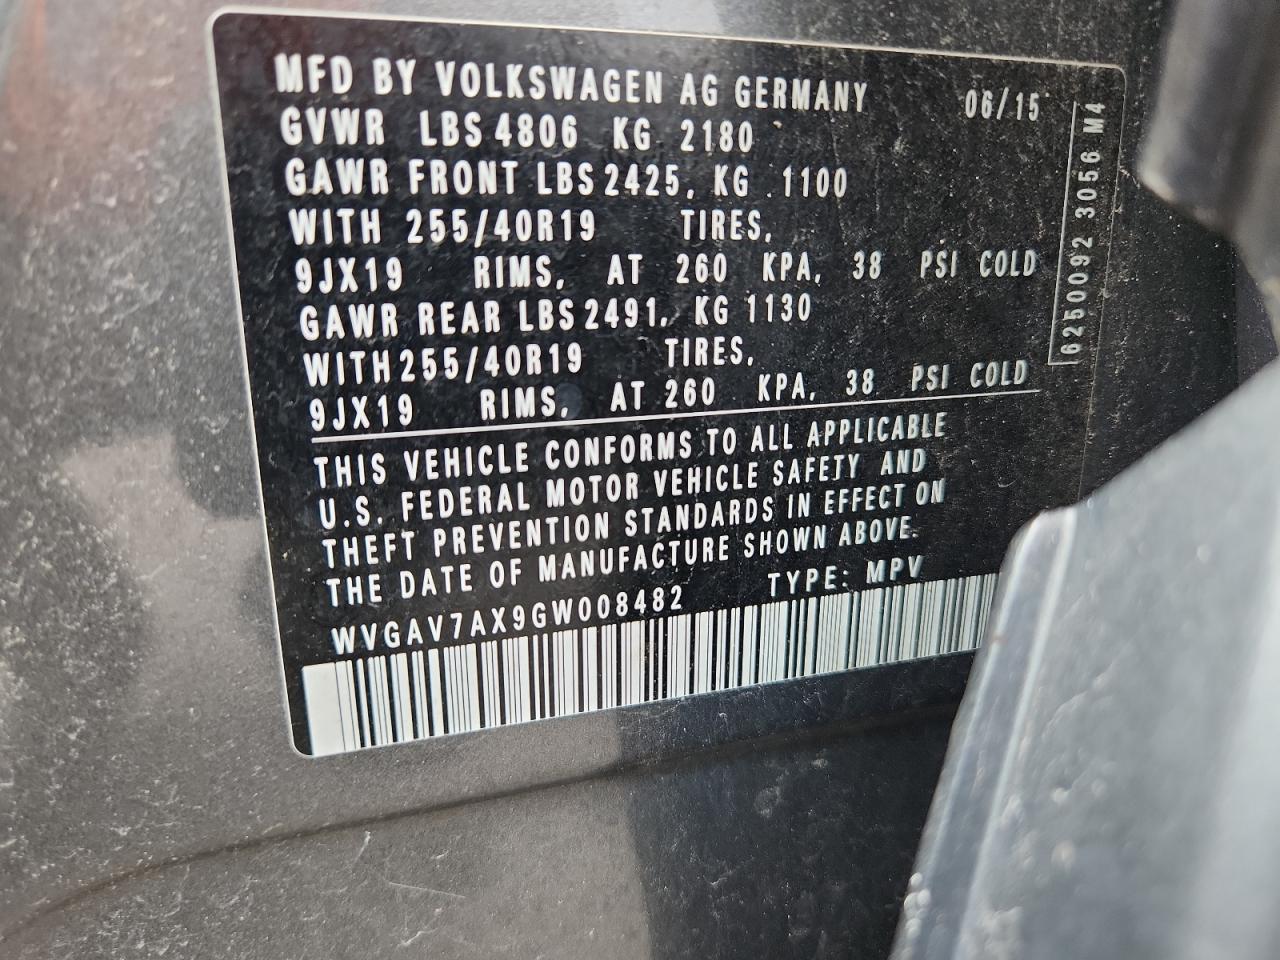 MFD BY VOLKSWAGEN AG GERMANY 06/15
GVWR LBS 4806 KG 2180
GAWR FRONT LBS 2425, KG 1100
WITH 255/40R19 TIRES,
9JX19 RIMS, AT 260 KPA, 38 PSI COLD
GAWR REAR LBS 2491, KG 1130
WITH 255/40R19 TIRES,
9JX19 RIMS, AT 260 KPA, 38 PSI COLD
THIS VEHICLE CONFORMS TO ALL APPLICABLE
U.S. FEDERAL MOTOR VEHICLE SAFETY AND
THEFT PREVENTION STANDARDS IN EFFECT ON
THE DATE OF MANUFACTURE SHOWN ABOVE.
WVGAV7AX9GW008482 TYPE: MPV
6250092 3056 M4